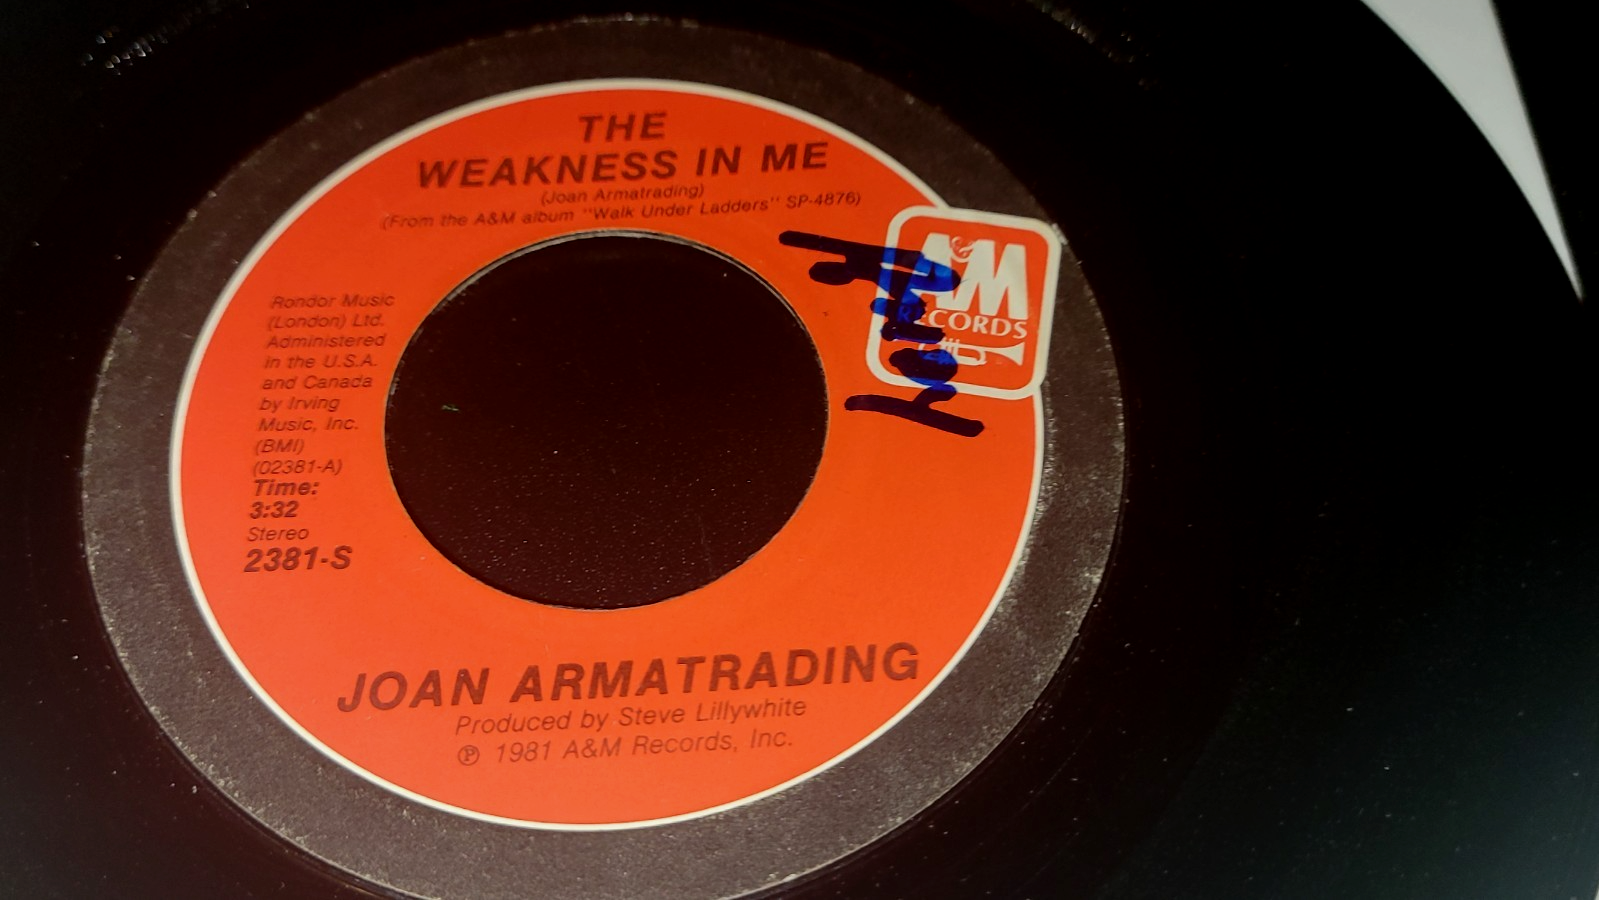 THE
WEAKNESS IN ME
(Joan Armatrading)
(From the A&M album "Walk Under Ladders" SP-4876)
A&M
RECORDS
Rondor Music
(London) Ltd.
Administered
in the U.S.A.
and Canada
by Irving
Music, Inc.
(BMI)
(02381-A)
Time:
3:32
Stereo
2381-S
JOAN ARMATRADING
Produced by Steve Lillywhite
℗ 1981 A&M Records, Inc.